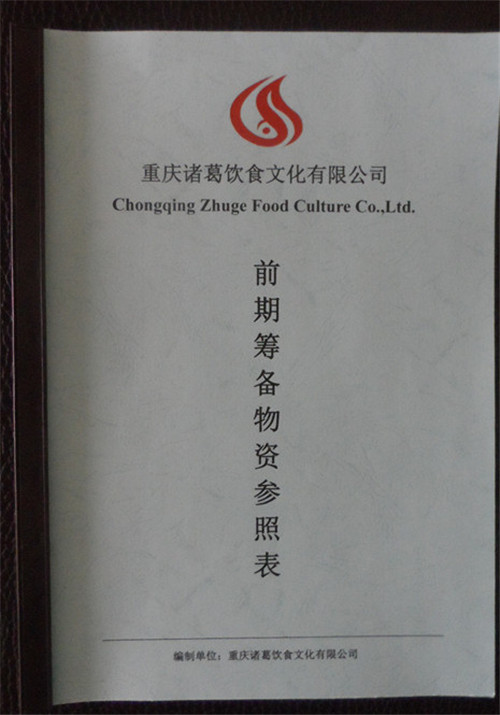 重庆诸葛饮食文化有限公司
Chongqing Zhuge Food Culture Co.,Ltd.
前期筹备物资参照表
编制单位：重庆诸葛饮食文化有限公司